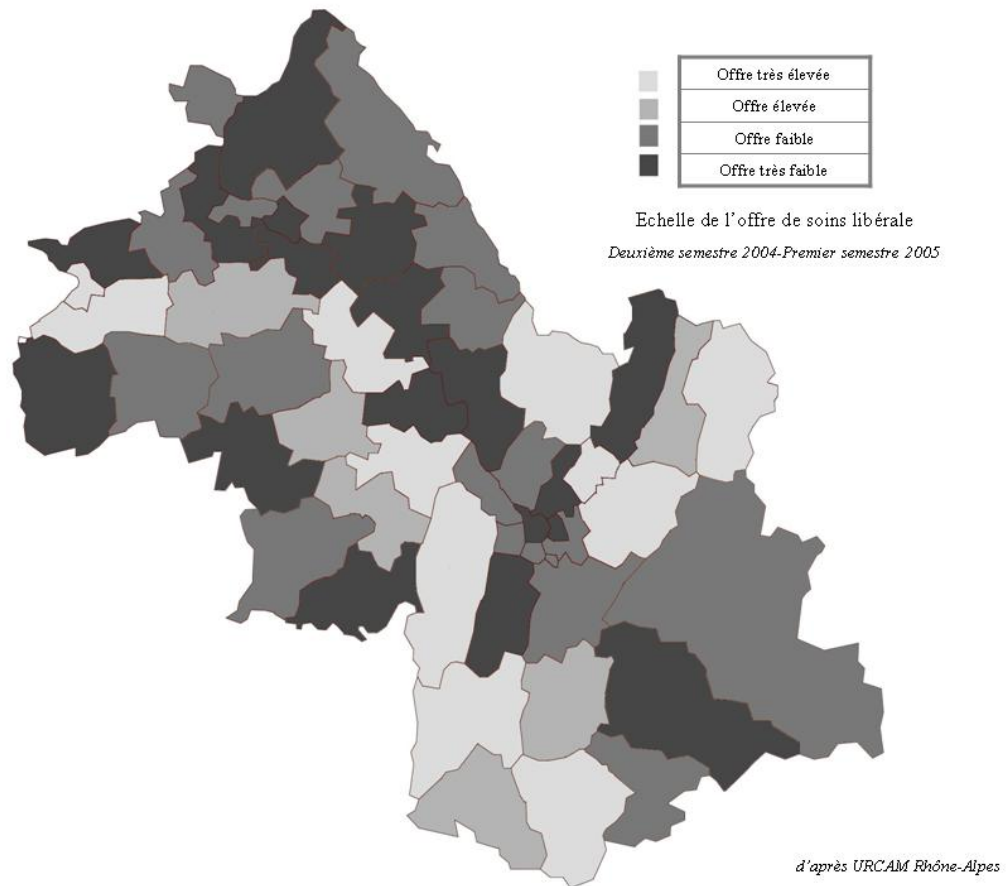 Offre très élevée
Offre élevée
Offre faible
Offre très faible
Echelle de l'offre de soins libérale
Deuxième semestre 2004-Premier semestre 2005
d'après URCAM Rhône-Alpes